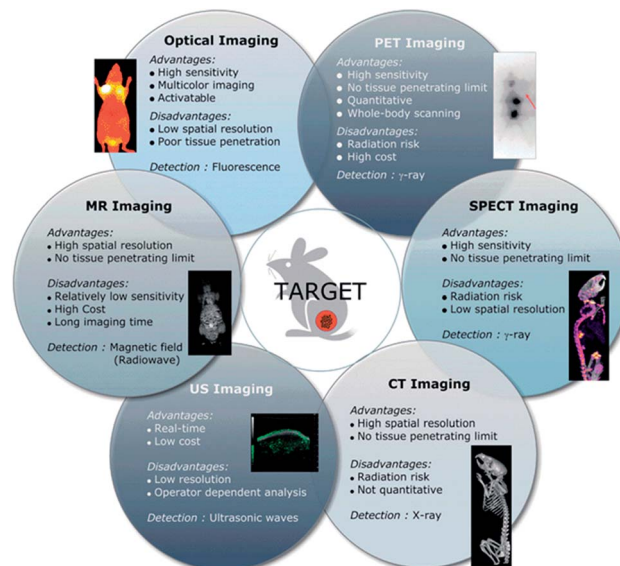 Optical Imaging
Advantages:
• High sensitivity
• Multicolor imaging
• Activatable
Disadvantages:
• Low spatial resolution
• Poor tissue penetration
Detection : Fluorescence
PET Imaging
Advantages:
• High sensitivity
• No tissue penetrating limit
• Quantitative
• Whole-body scanning
Disadvantages:
• Radiation risk
• High cost
Detection : γ-ray
MR Imaging
Advantages:
• High spatial resolution
• No tissue penetrating limit
Disadvantages:
• Relatively low sensitivity
• High Cost
• Long imaging time
Detection : Magnetic field
(Radiowave)
TARGET
SPECT Imaging
Advantages:
• High sensitivity
• No tissue penetrating limit
Disadvantages:
• Radiation risk
• Low spatial resolution
Detection : γ-ray
US Imaging
Advantages:
• Real-time
• Low cost
Disadvantages:
• Low resolution
• Operator dependent analysis
Detection : Ultrasonic waves
CT Imaging
Advantages:
• High spatial resolution
• No tissue penetrating limit
Disadvantages:
• Radiation risk
• Not quantitative
Detection : X-ray